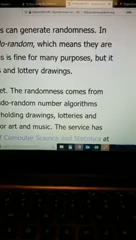 s can generate randomness. In
do-random, which means they are
s is fine for many purposes, but it
s and lottery drawings.
et. The randomness comes from
ndo-random number algorithms
holding drawings, lotteries and
or art and music. The service has
f Computer Science and Statistics at